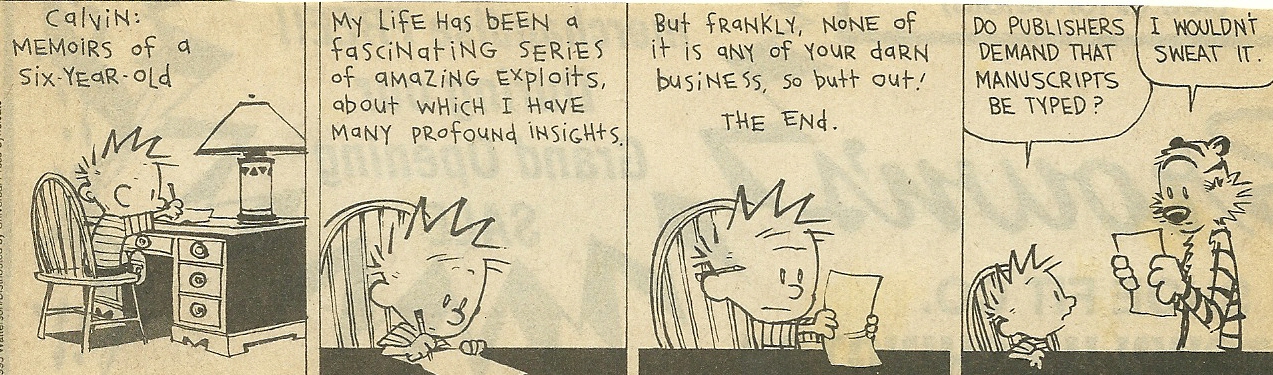 Calvin:
MEMOIRS of a
SIX-YEAR-OLD
MY LIFE HAS BEEN a
fascinating SERIES
of amazing Exploits,
about WHICH I HAVE
MANY PROFOUND INSIGHTS.
But fRANKLY, NONE of
it is aNY of YOUR daRN
business, so butt out!
THE END.
DO PUBLISHERS
DEMAND THAT
MANUSCRIPTS
BE TYPED?
I WOULDN'T
SWEAT IT.